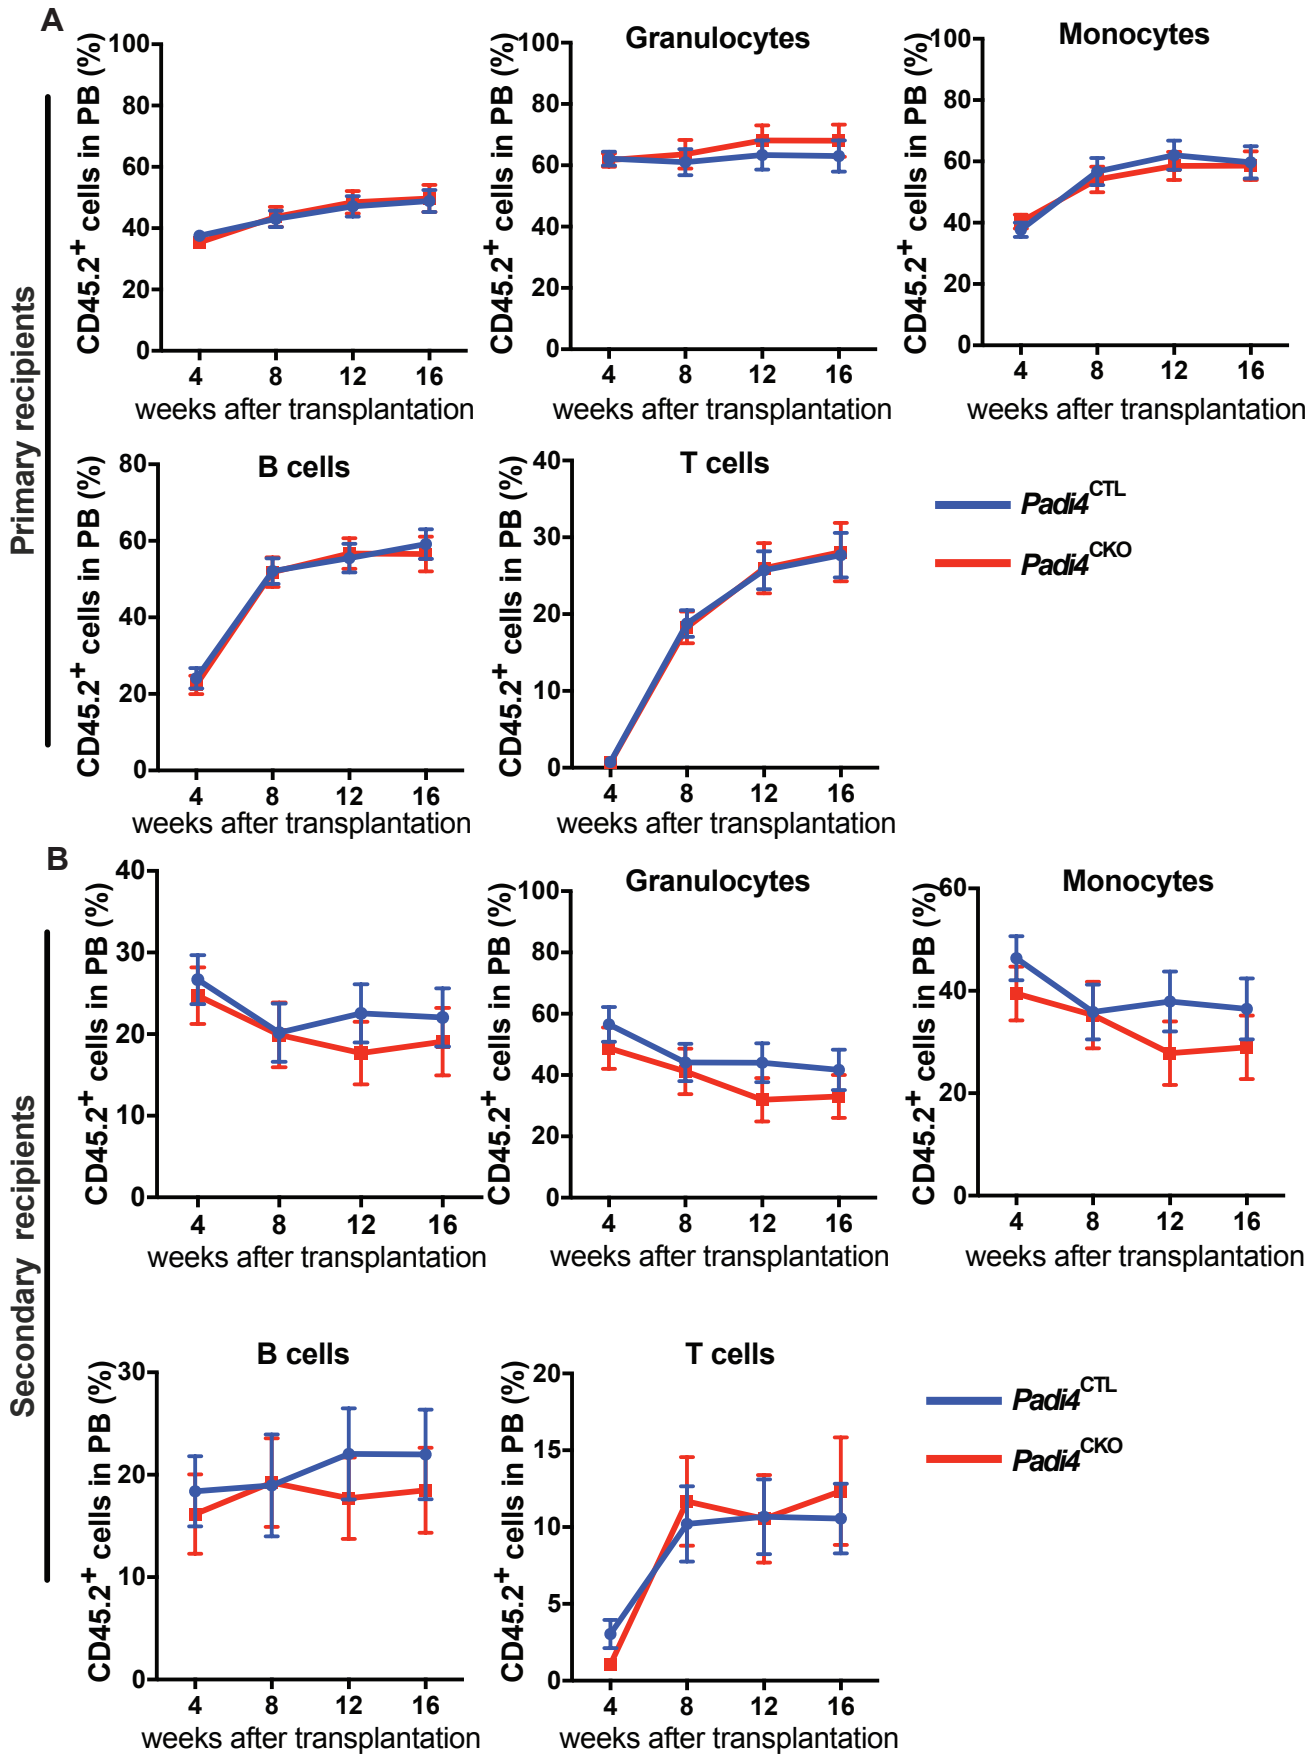 A
Primary recipients
CD45.2+ cells in PB (%)
100
80
60
40
20
0
4 8 12 16
weeks after transplantation
Granulocytes
CD45.2+ cells in PB (%)
100
80
60
40
20
0
4 8 12 16
weeks after transplantation
Monocytes
CD45.2+ cells in PB (%)
100
80
60
40
20
0
4 8 12 16
weeks after transplantation
B cells
CD45.2+ cells in PB (%)
80
60
40
20
0
4 8 12 16
weeks after transplantation
T cells
CD45.2+ cells in PB (%)
40
30
20
10
0
4 8 12 16
weeks after transplantation
Padi4CTL
Padi4CKO
B
Secondary recipients
CD45.2+ cells in PB (%)
40
30
20
10
0
4 8 12 16
weeks after transplantation
Granulocytes
CD45.2+ cells in PB (%)
100
80
60
40
20
0
4 8 12 16
weeks after transplantation
Monocytes
CD45.2+ cells in PB (%)
60
40
20
0
4 8 12 16
weeks after transplantation
B cells
CD45.2+ cells in PB (%)
30
20
10
0
4 8 12 16
weeks after transplantation
T cells
CD45.2+ cells in PB (%)
20
15
10
5
0
4 8 12 16
weeks after transplantation
Padi4CTL
Padi4CKO